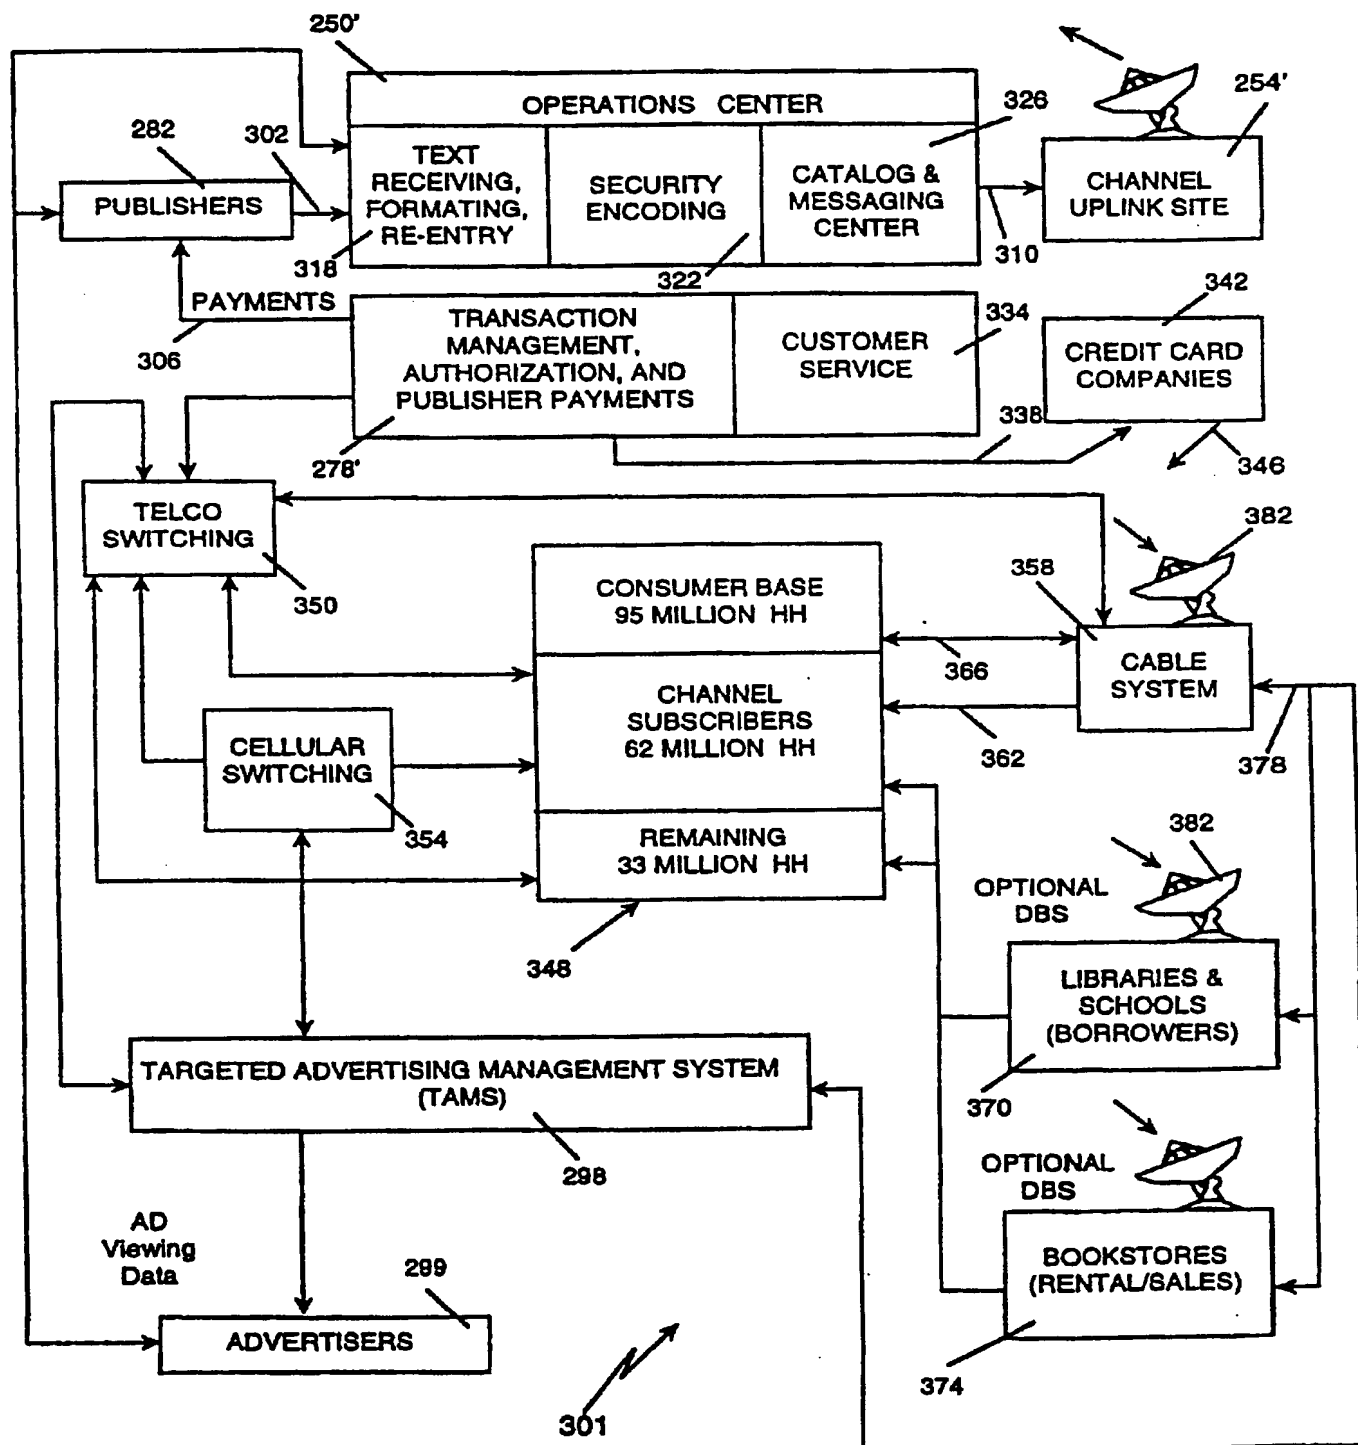 250'
OPERATIONS CENTER
326
254'
282
302
TEXT
RECEIVING,
FORMATING,
RE-ENTRY
SECURITY
ENCODING
CATALOG &
MESSAGING
CENTER
CHANNEL
UPLINK SITE
PUBLISHERS
318
322
310
PAYMENTS
306
TRANSACTION
MANAGEMENT,
AUTHORIZATION, AND
PUBLISHER PAYMENTS
CUSTOMER
SERVICE
334
342
CREDIT CARD
COMPANIES
338
278'
346
TELCO
SWITCHING
350
382
358
CONSUMER BASE
95 MILLION HH
366
CABLE
SYSTEM
CHANNEL
SUBSCRIBERS
62 MILLION HH
362
378
CELLULAR
SWITCHING
354
REMAINING
33 MILLION HH
348
382
OPTIONAL
DBS
LIBRARIES &
SCHOOLS
(BORROWERS)
370
TARGETED ADVERTISING MANAGEMENT SYSTEM
(TAMS)
298
OPTIONAL
DBS
BOOKSTORES
(RENTAL/SALES)
374
AD
Viewing
Data
299
ADVERTISERS
301